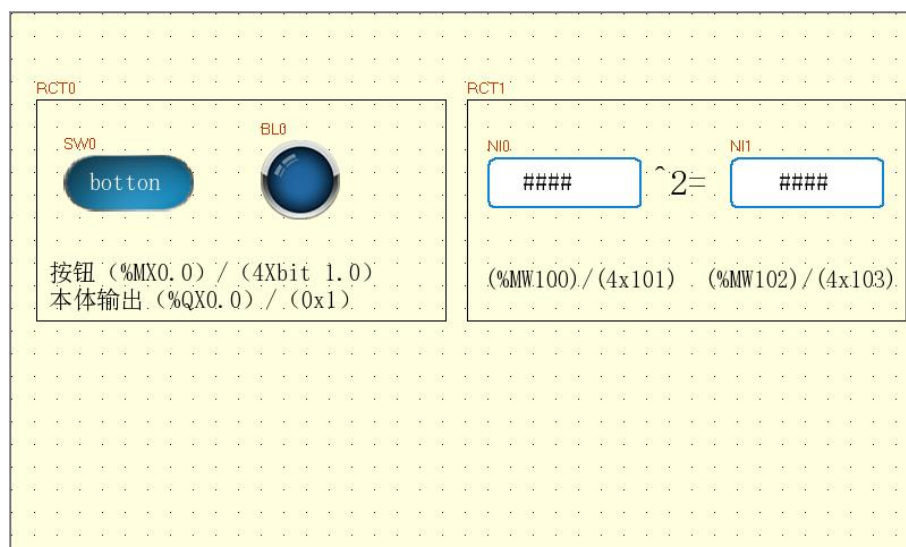 RCT0
RCT1
SW0
BL0
botton
NI0
NI1
####
^2=
####
按钮（%MX0.0）/（4Xbit 1.0）
本体输出（%QX0.0）/（0x1）
(%MW100)/(4x101)
(%MW102)/(4x103)